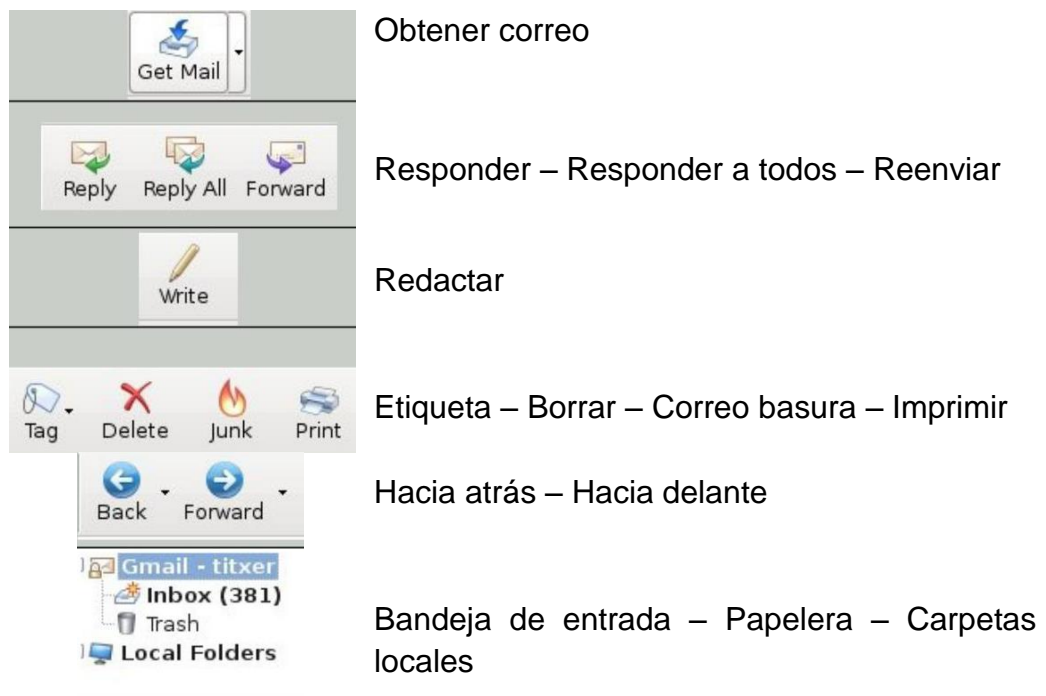 Get Mail
Obtener correo
Reply Reply All Forward
Responder – Responder a todos – Reenviar
Write
Redactar
Tag Delete Junk Print
Etiqueta – Borrar – Correo basura – Imprimir
Back Forward
Hacia atrás – Hacia delante
Gmail - titxer
Inbox (381)
Trash
Local Folders
Bandeja de entrada – Papelera – Carpetas
locales